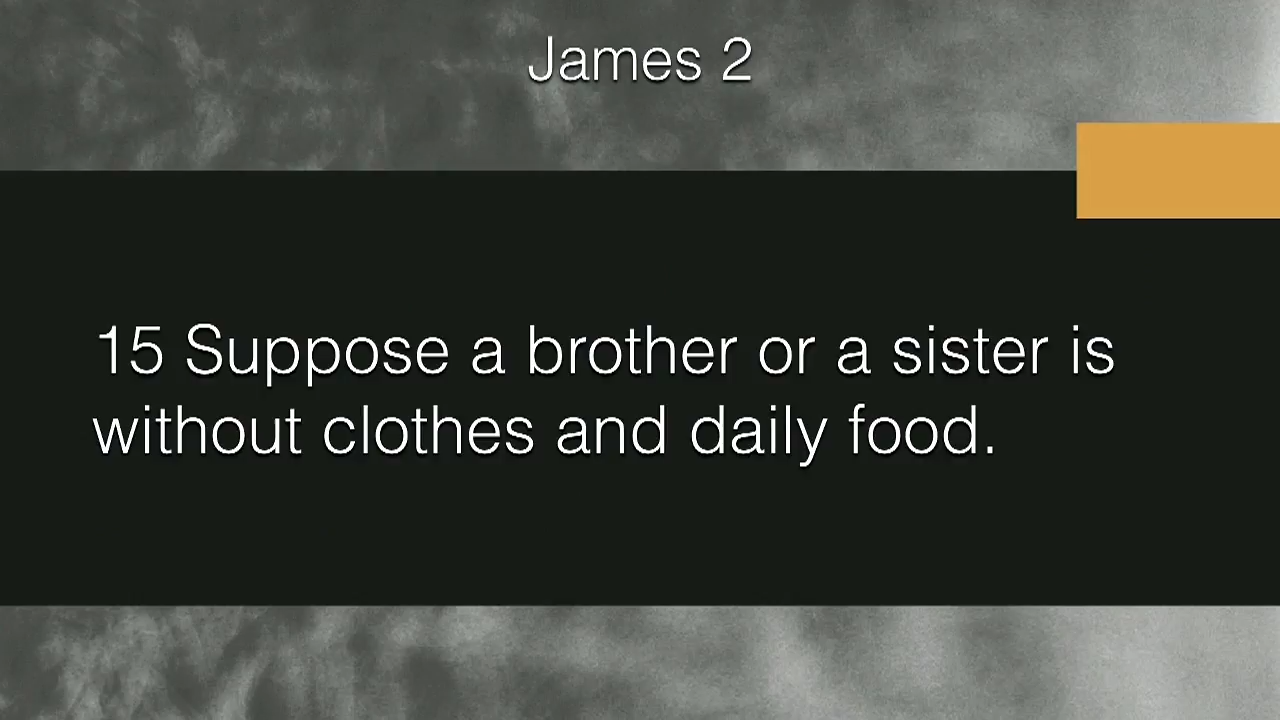 James 2
15 Suppose a brother or a sister is
without clothes and daily food.